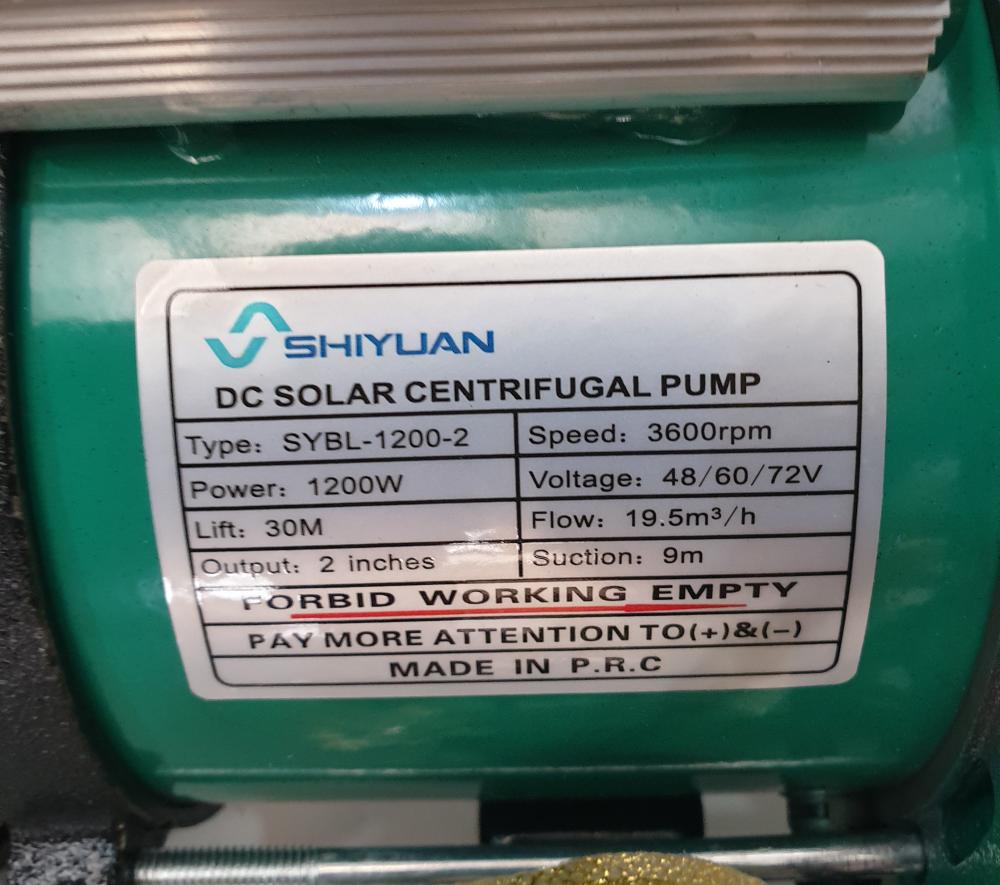 SHIYUAN
DC SOLAR CENTRIFUGAL PUMP
Type: SYBL-1200-2 Speed: 3600rpm
Power: 1200W Voltage: 48/60/72V
Lift: 30M Flow: 19.5m³/h
Output: 2 inches Suction: 9m
FORBID WORKING EMPTY
PAY MORE ATTENTION TO(+)&(-)
MADE IN P.R.C